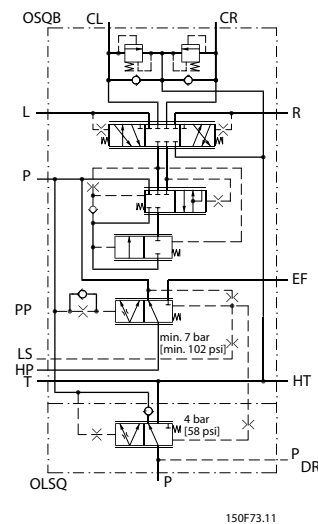 OSQB CL CR
L R
P
EF
PP
min. 7 bar
[min. 102 psi]
LS
HP
T HT
4 bar
[58 psi]
P
DR
OLSQ P
150F73.11